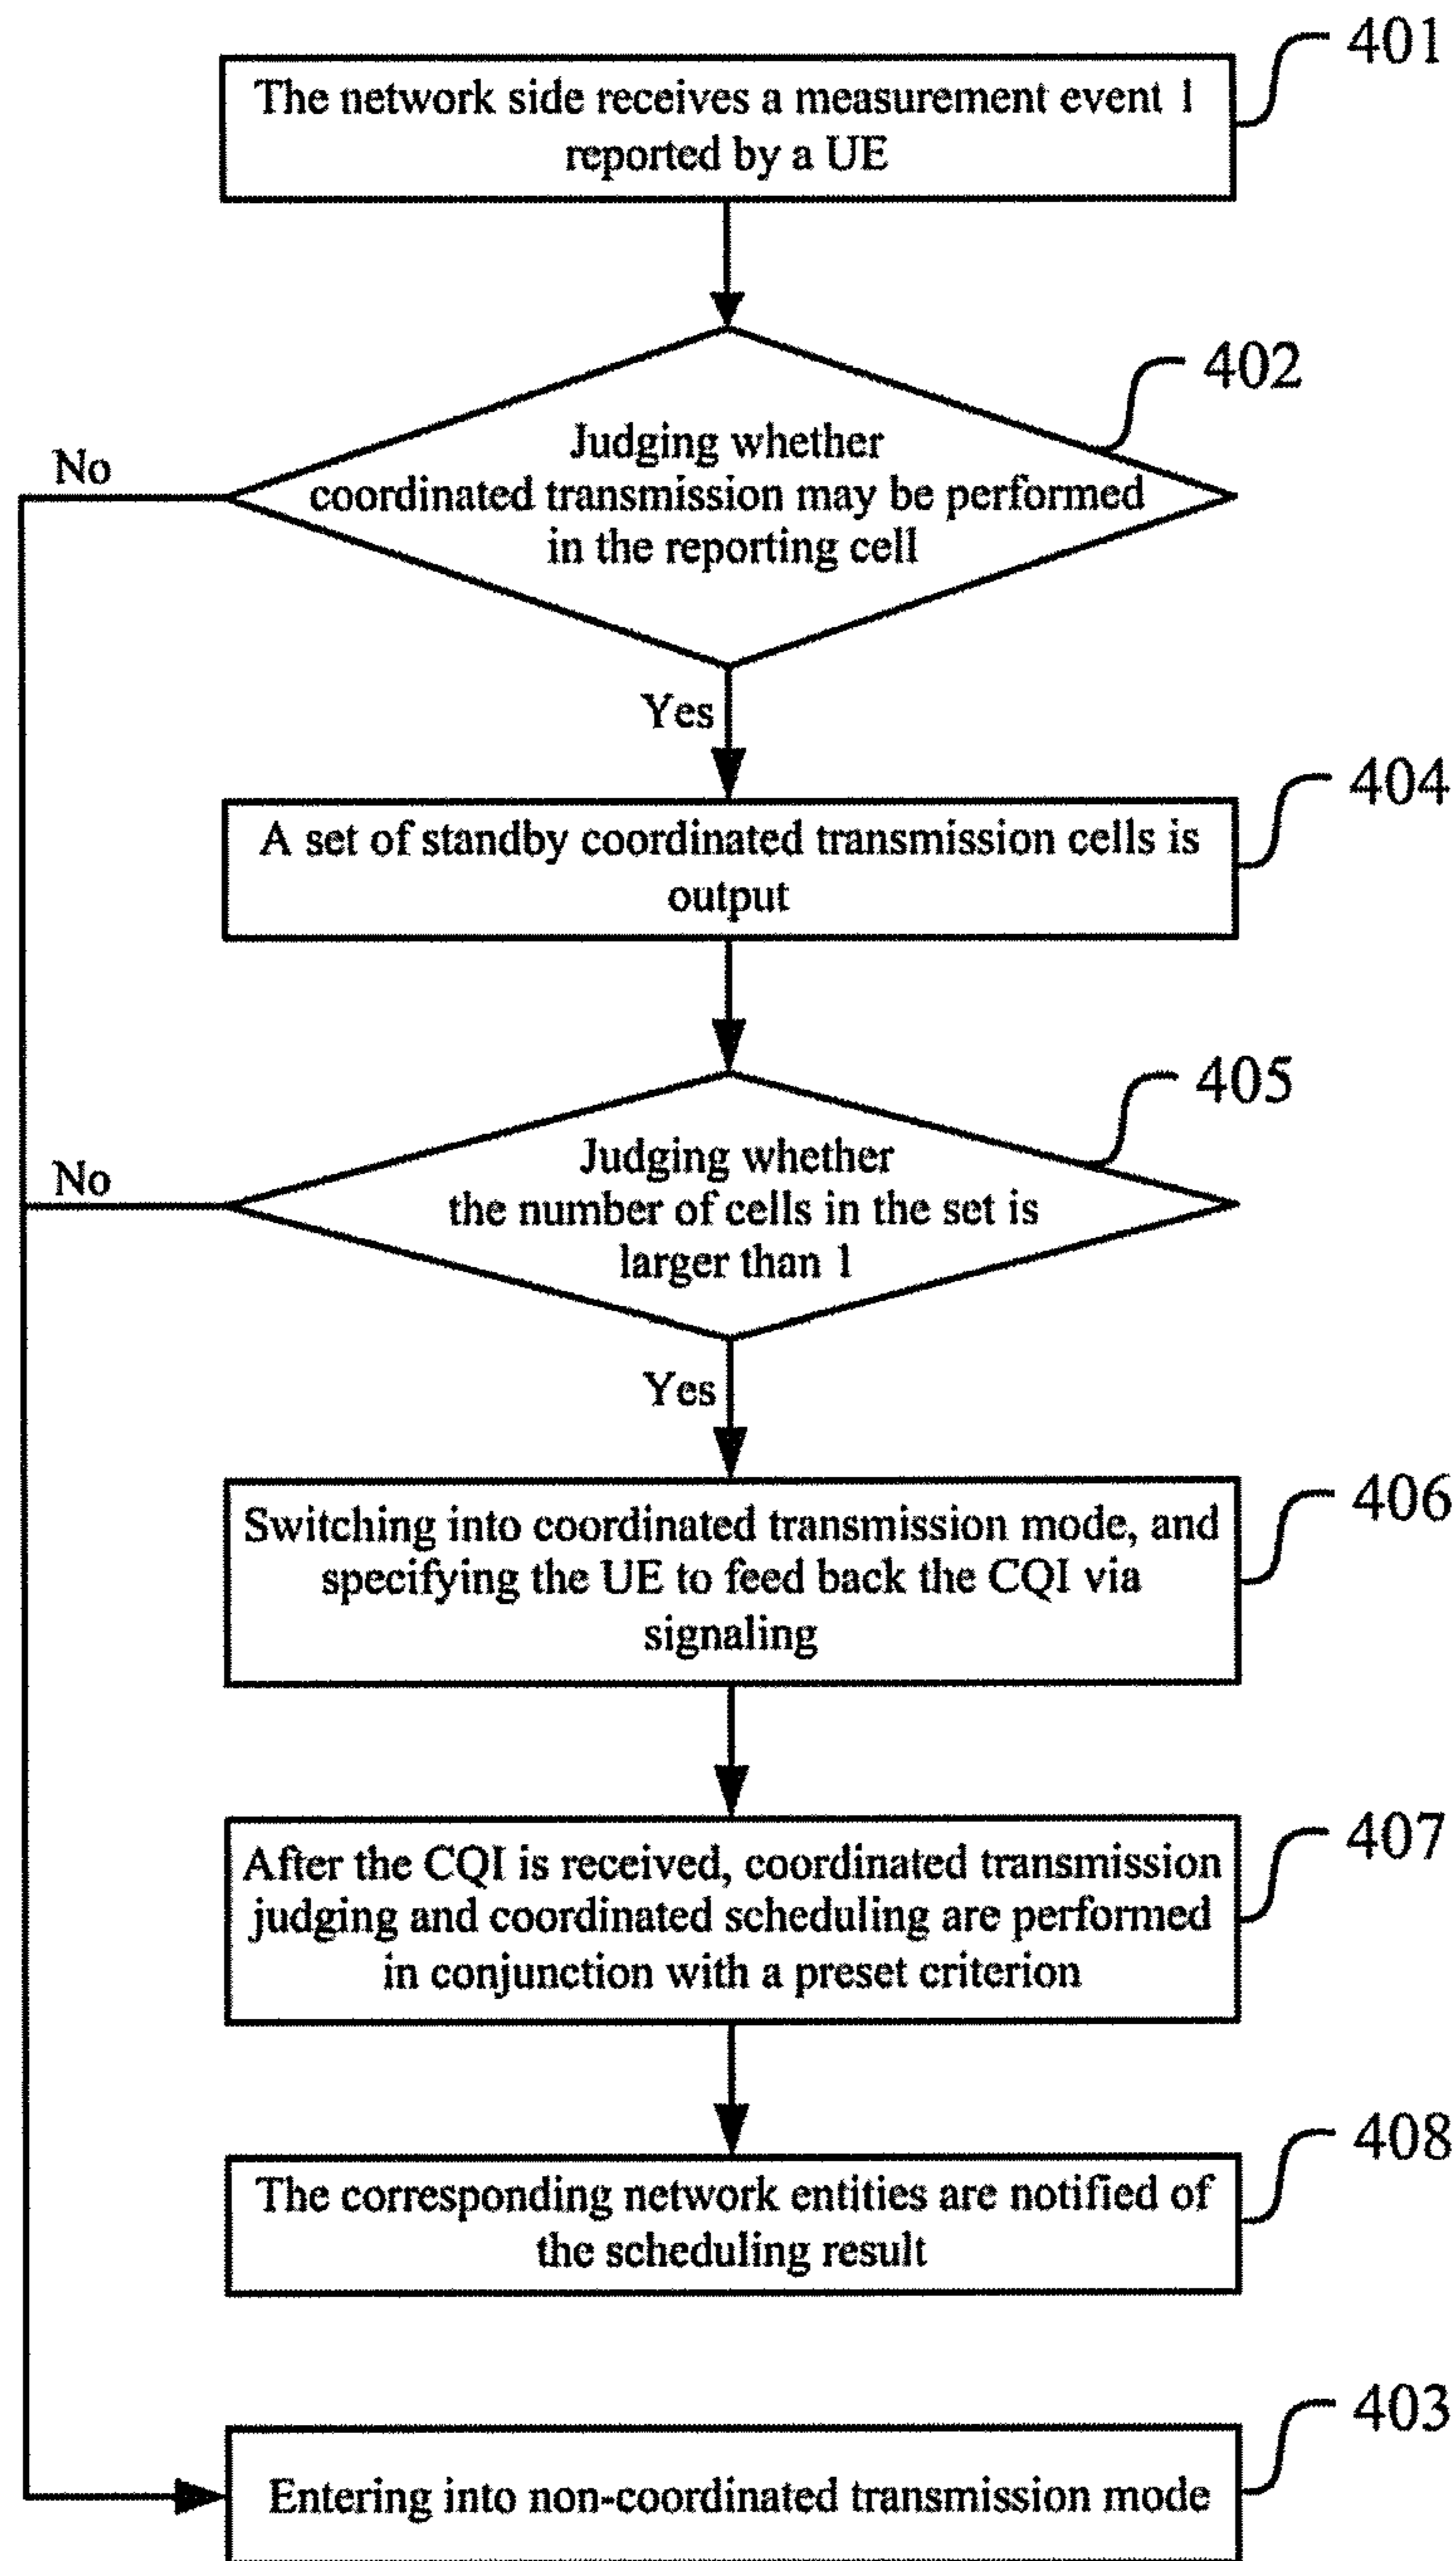 401
The network side receives a measurement event 1
reported by a UE
402
Judging whether
coordinated transmission may be performed
in the reporting cell
No
Yes
404
A set of standby coordinated transmission cells is
output
405
Judging whether
the number of cells in the set is
larger than 1
No
Yes
406
Switching into coordinated transmission mode, and
specifying the UE to feed back the CQI via
signaling
407
After the CQI is received, coordinated transmission
judging and coordinated scheduling are performed
in conjunction with a preset criterion
408
The corresponding network entities are notified of
the scheduling result
403
Entering into non-coordinated transmission mode